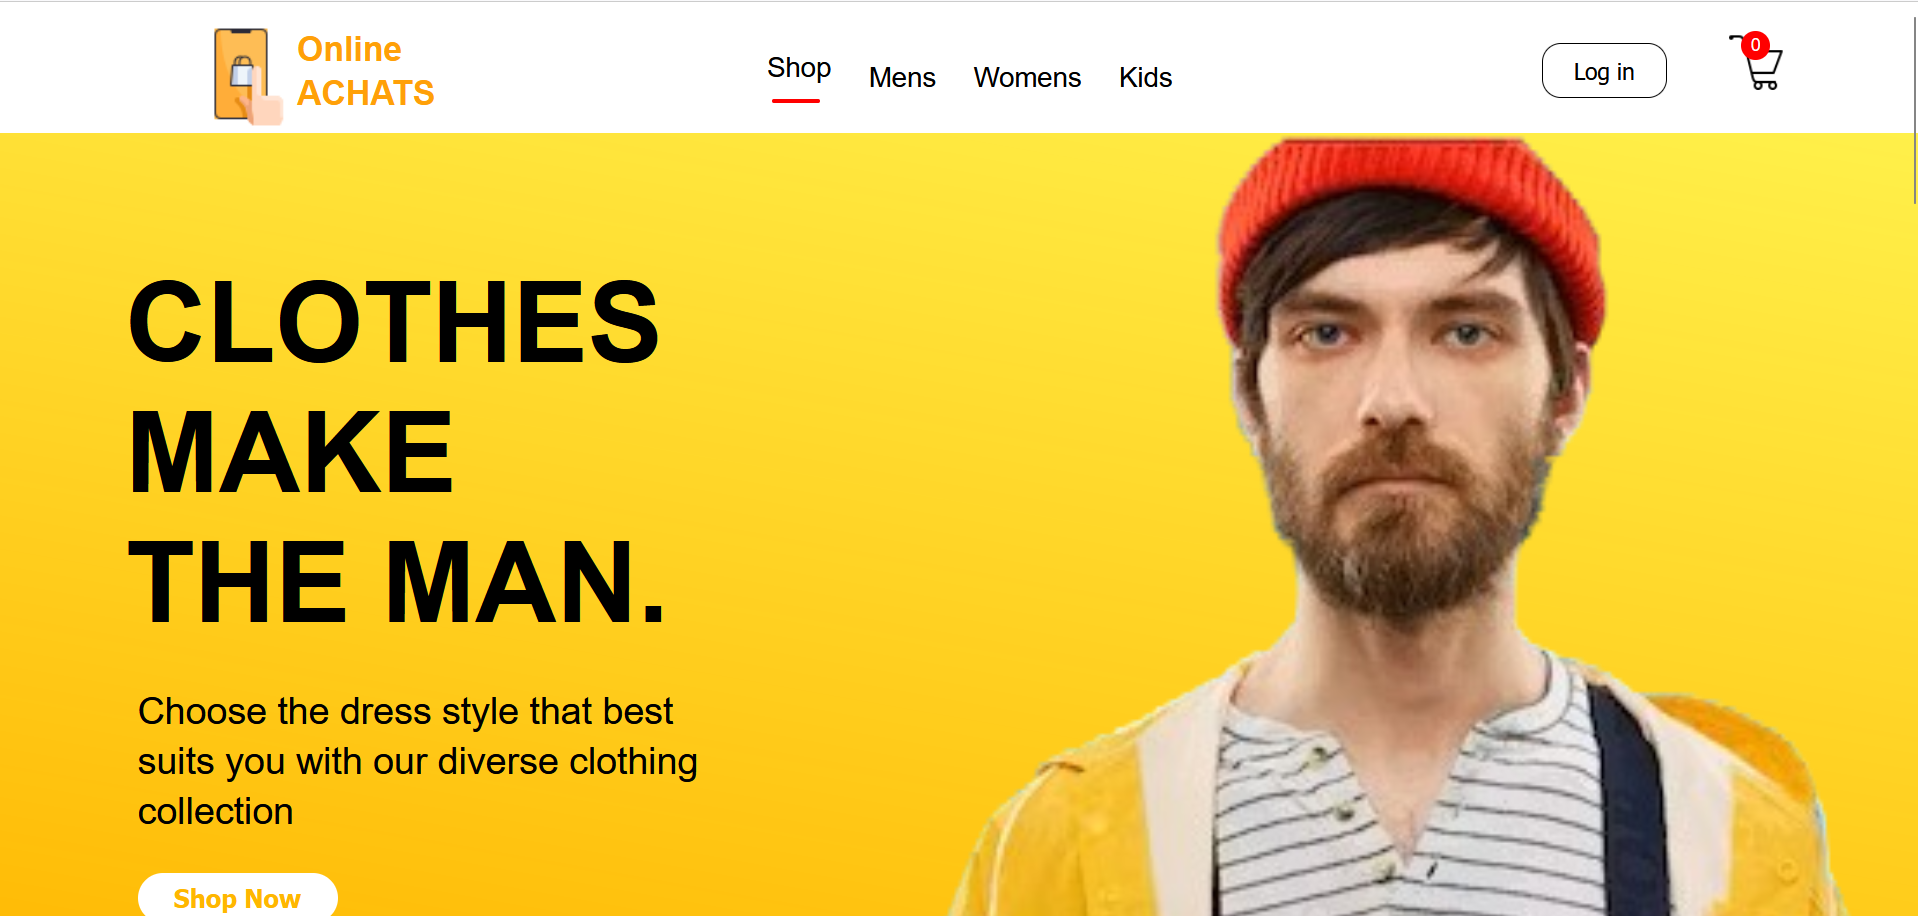 Online
ACHATS
Shop
Mens
Womens
Kids
Log in
0
CLOTHES
MAKE
THE MAN.
Choose the dress style that best
suits you with our diverse clothing
collection
Shop Now